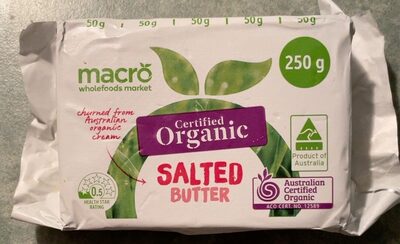 50g 50g 50g 50g
macro
wholefoods market
250 g
churned from
Australian
organic
cream
Certified
Organic
SALTED
BUTTER
Product of
Australia
0.5
HEALTH STAR
RATING
Australian
Certified
Organic
ACO CERT. NO. 12589